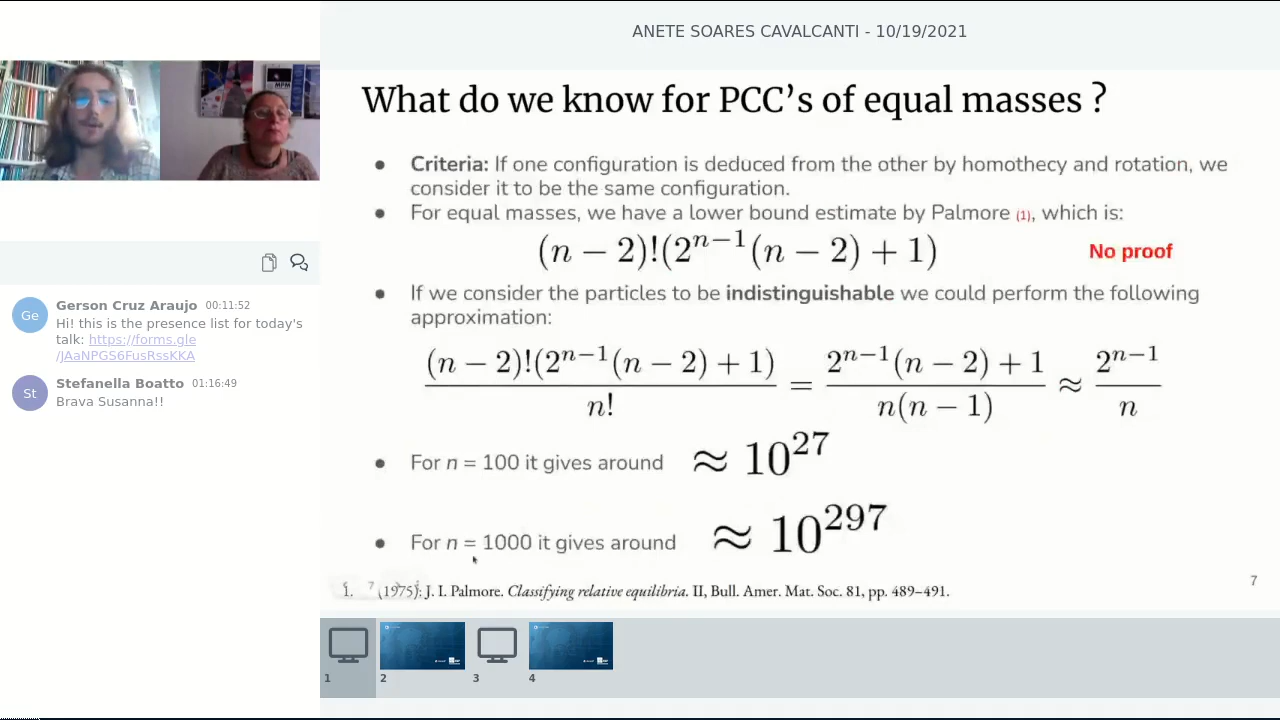 ANETE SOARES CAVALCANTI - 10/19/2021
What do we know for PCC's of equal masses ?
● Criteria: If one configuration is deduced from the other by homothecy and rotation, we
consider it to be the same configuration.
● For equal masses, we have a lower bound estimate by Palmore (1), which is:
(n − 2)!(2^{n−1}(n − 2) + 1)
No proof
● If we consider the particles to be indistinguishable we could perform the following
approximation:
\frac{(n − 2)!(2^{n−1}(n − 2) + 1)}{n!} = \frac{2^{n−1}(n − 2) + 1}{n(n − 1)} ≈ \frac{2^{n−1}}{n}
● For n = 100 it gives around ≈ 10^{27}
● For n = 1000 it gives around ≈ 10^{297}
1. (1975): J. I. Palmore. Classifying relative equilibria. II, Bull. Amer. Mat. Soc. 81, pp. 489–491.
7
MPM
Ge
Gerson Cruz Araujo 00:11:52
Hi! this is the presence list for today's
talk: https://forms.gle
/JAaNPGS6FusRssKKA
St
Stefanella Boatto 01:16:49
Brava Susanna!!
1
2
3
4